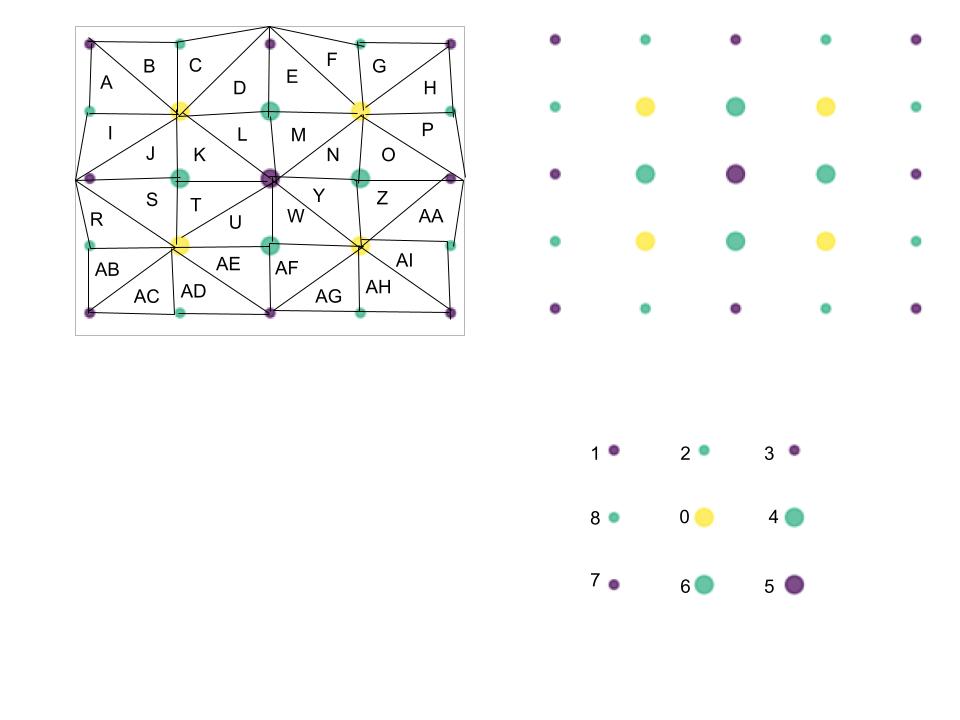 A B C D E F G H
I J K L M N O P
R S T U W Y Z AA
AB AC AD AE AF AG AH AI
1 2 3
8 0 4
7 6 5